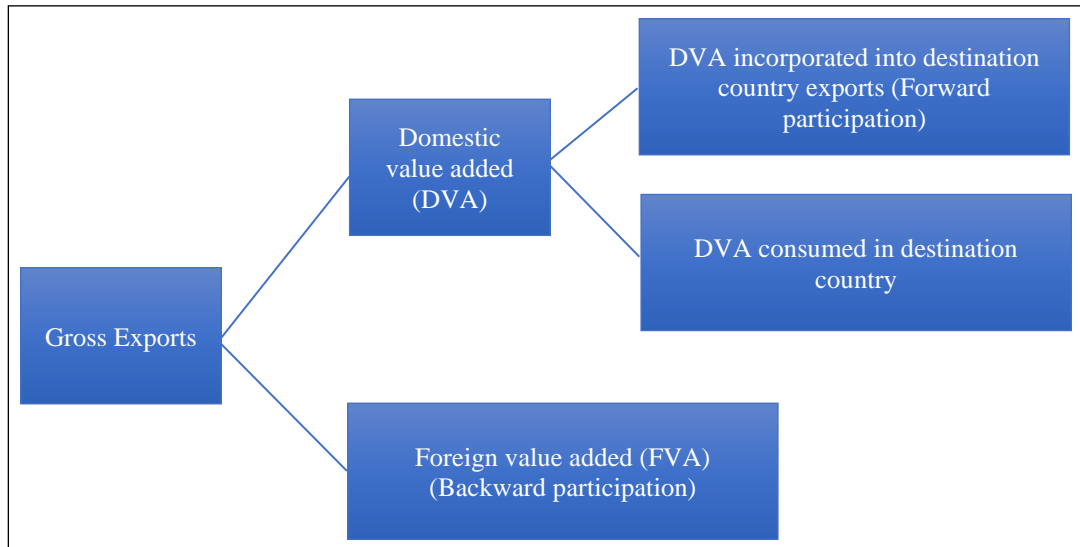 DVA incorporated into destination
country exports (Forward
participation)
Domestic
value added
(DVA)
DVA consumed in destination
country
Gross Exports
Foreign value added (FVA)
(Backward participation)